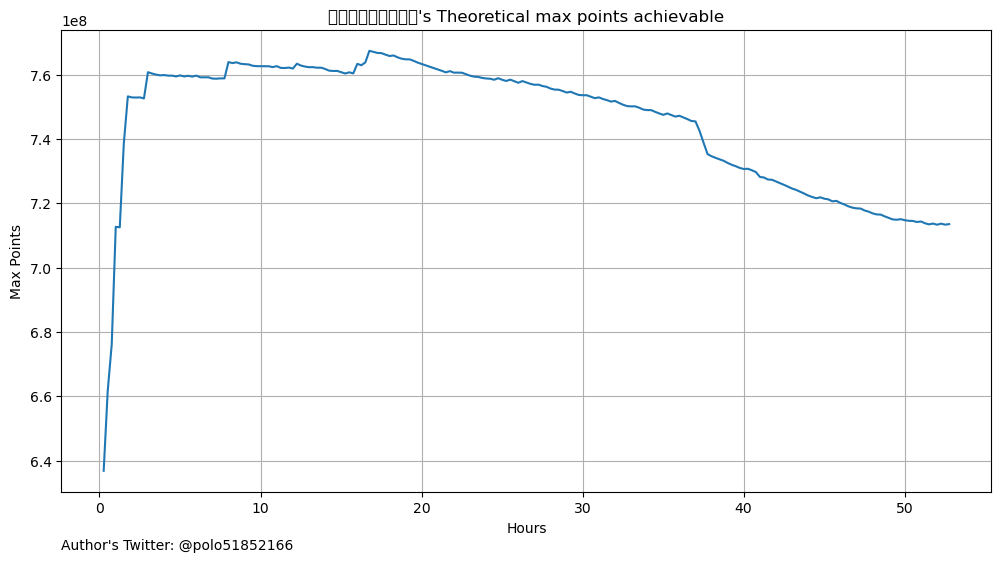 's Theoretical max points achievable
1e8
7.6
7.4
7.2
7.0
6.8
6.6
6.4
Max Points
0 10 20 30 40 50
Hours
Author's Twitter: @polo51852166